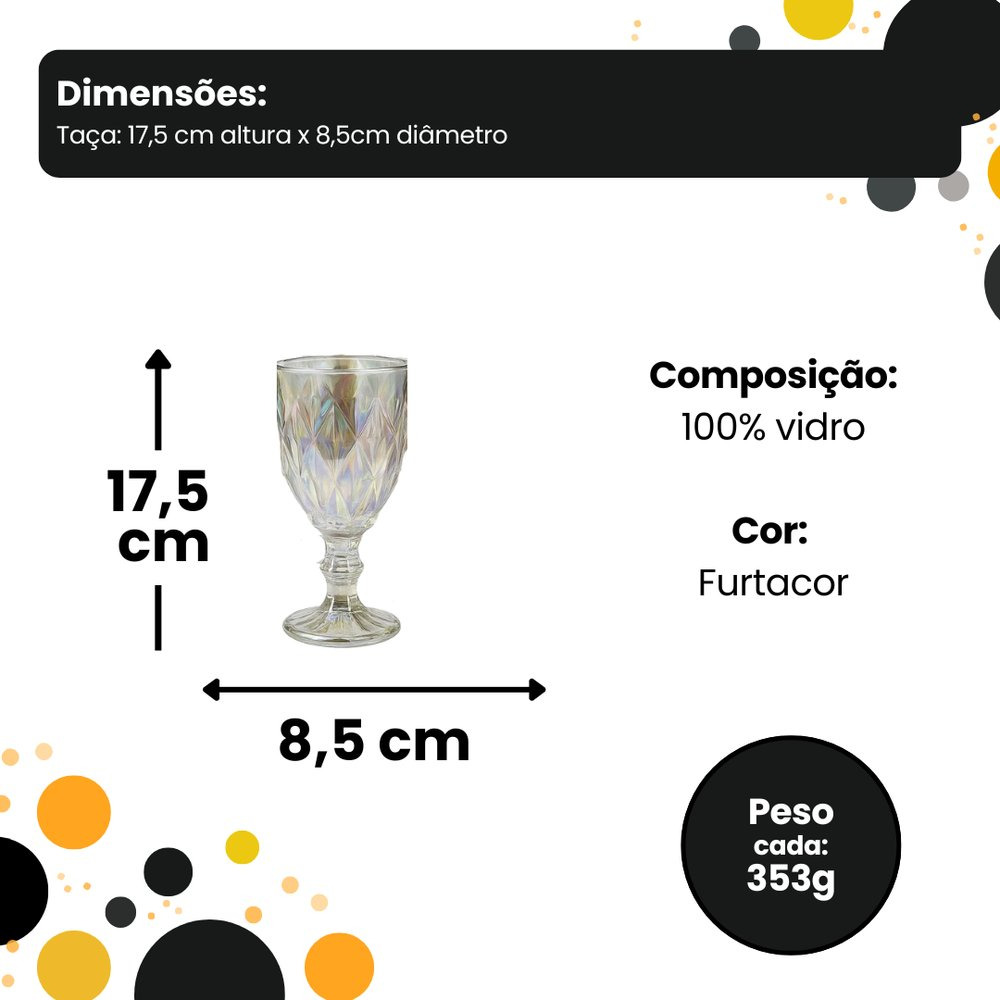 Dimensões:
Taça: 17,5 cm altura x 8,5cm diâmetro
17,5
cm
8,5 cm
Composição:
100% vidro
Cor:
Furtacor
Peso
cada:
353g